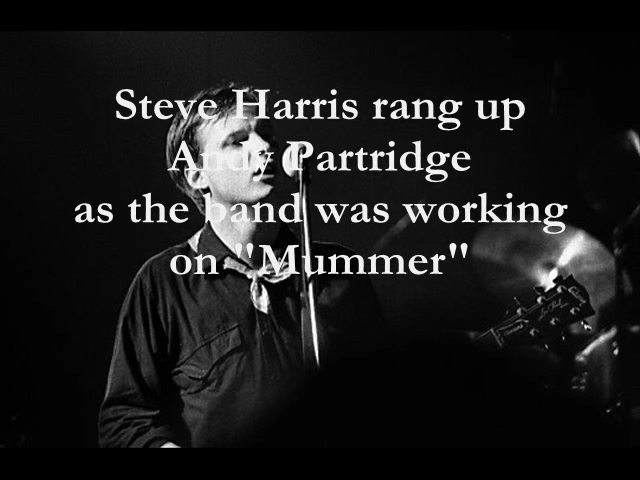 Steve Harris rang up
Andy Partridge
as the band was working
on "Mummer"